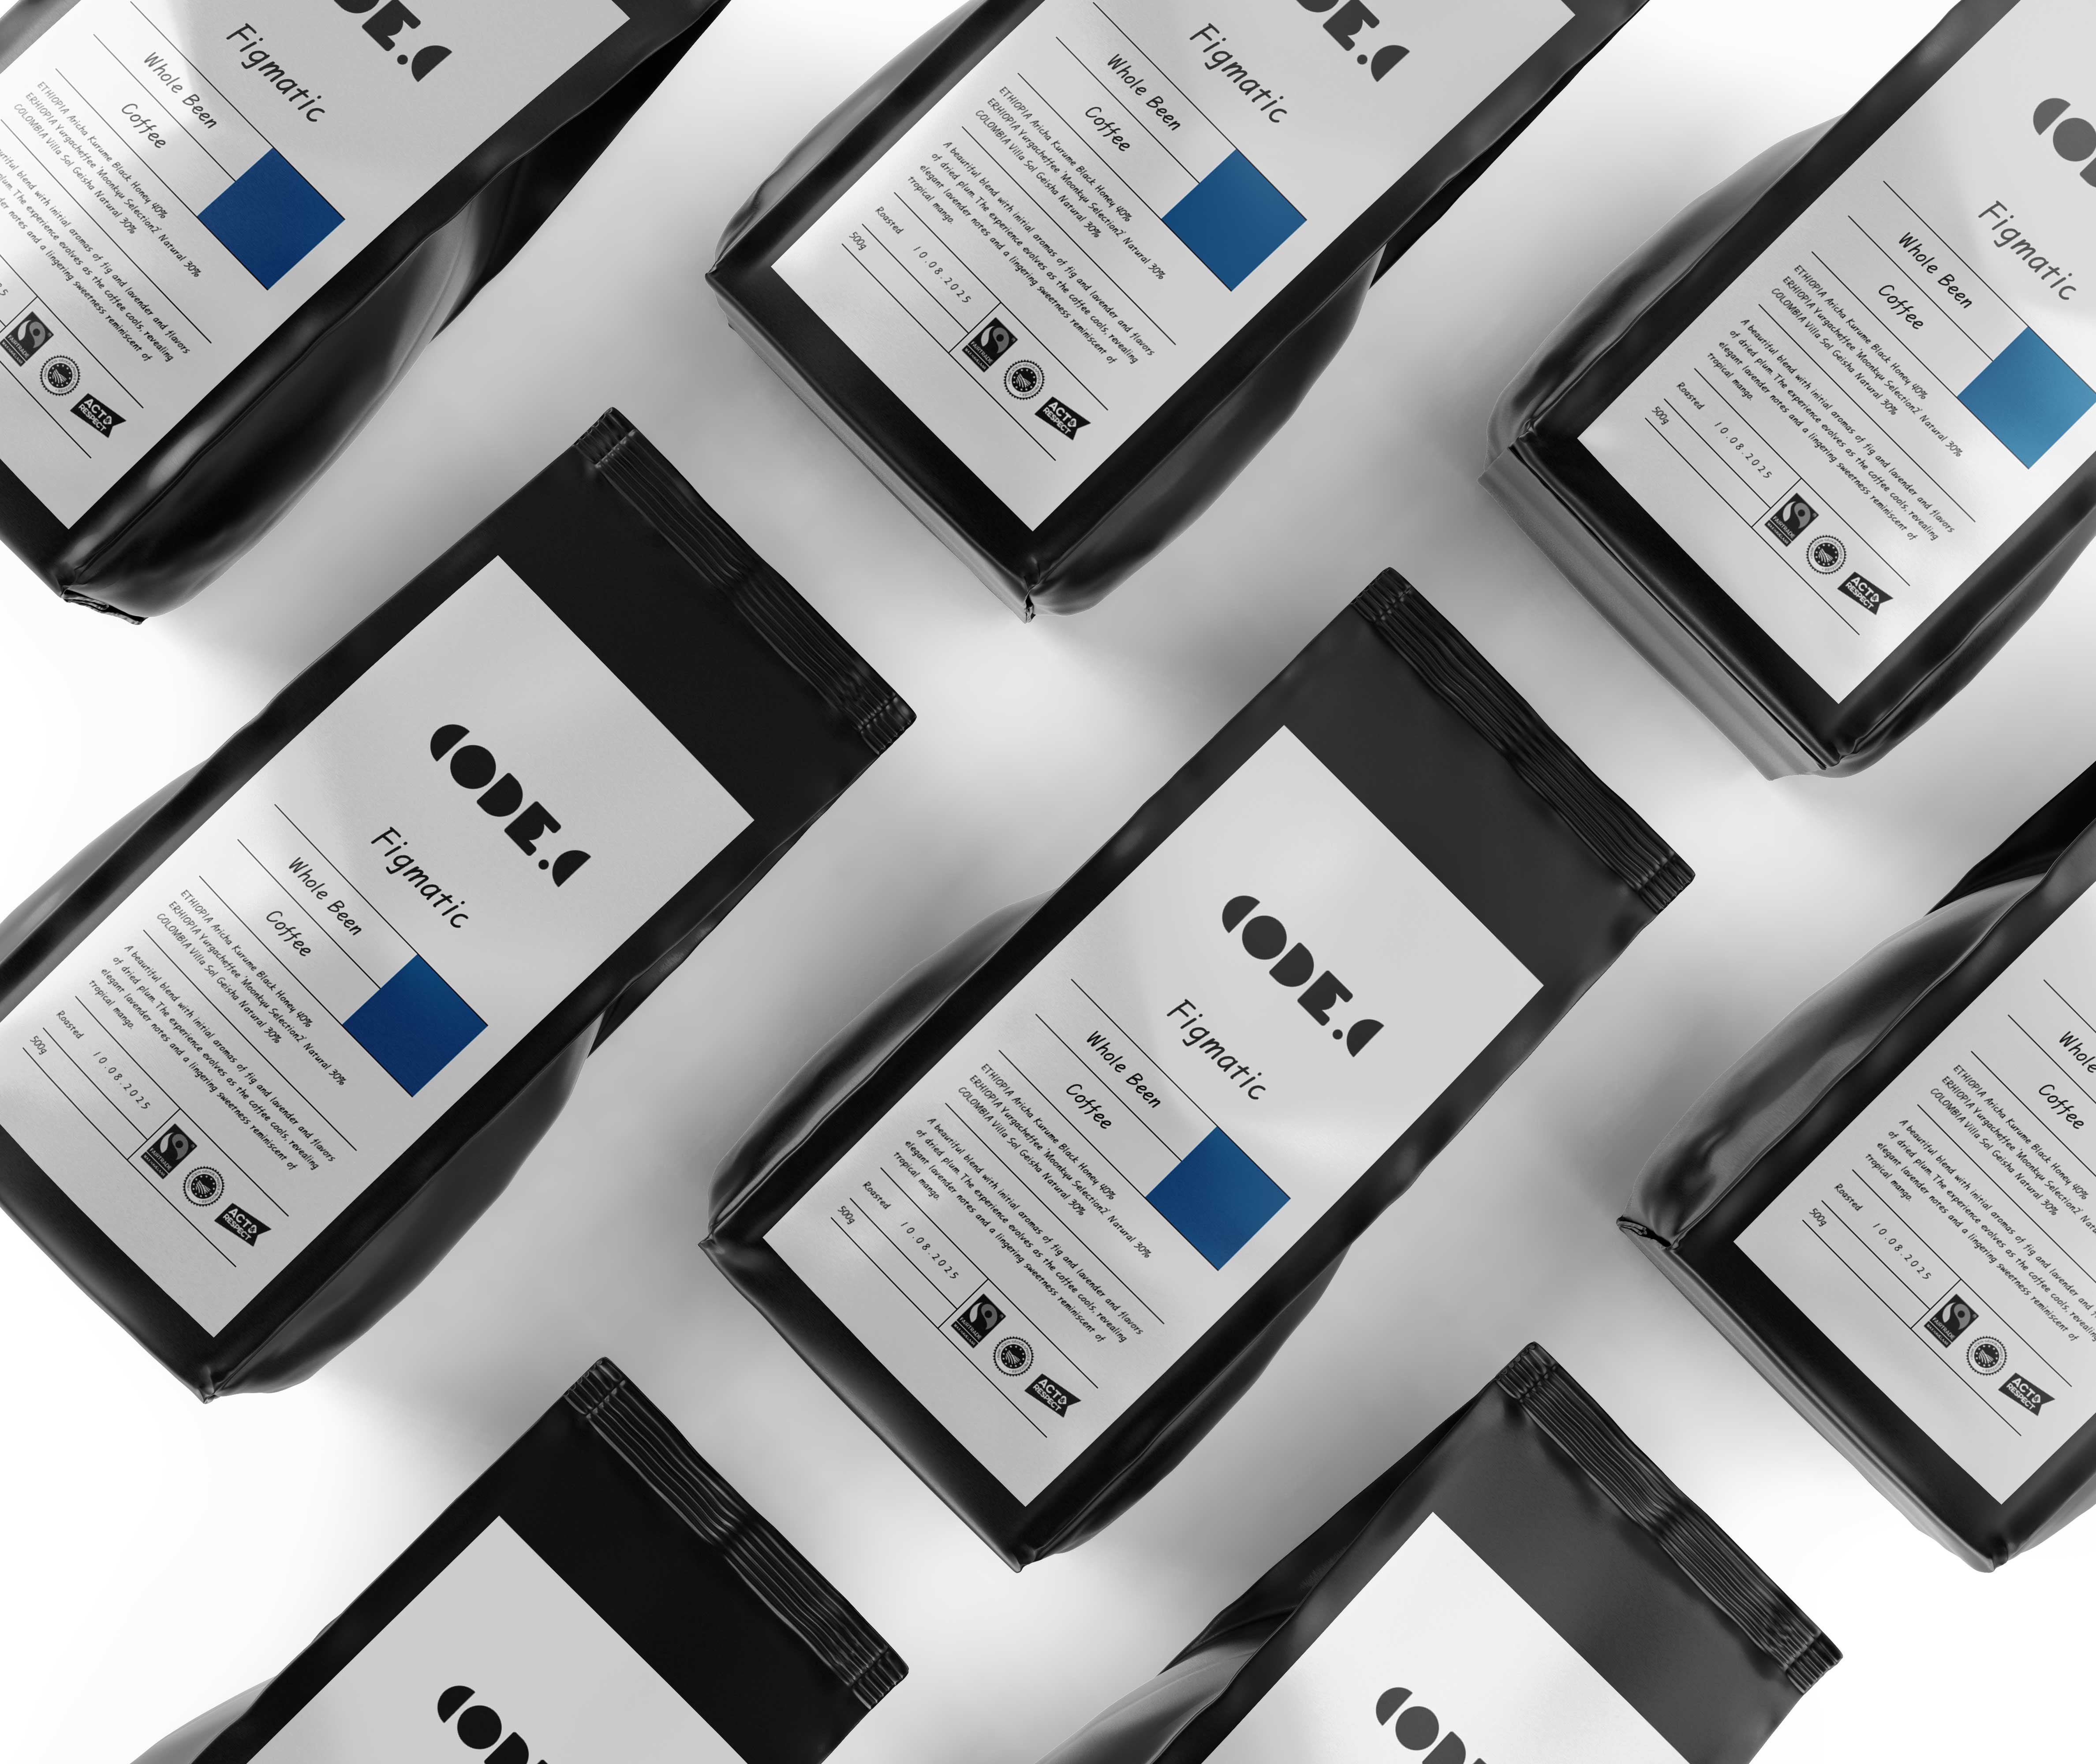 CODE.C
Figmatic
Whole Been
Coffee
ETHIOPIA Aricha Kurume Black Honey 40%
ERHIOPIA Yurgacheffee 'Moonkyu Selection2' Natural 30%
COLOMBIA Villa Sol Geisha Natural 30%
A beautiful blend with initial aromas of fig and lavender and flavors
of dried plum. The experience evolves as the coffee cools, revealing
elegant lavender notes and a lingering sweetness reminiscent of
tropical mango.
Roasted 10.08.2025
500g
FAIRTRADE
ACT
RESPECT